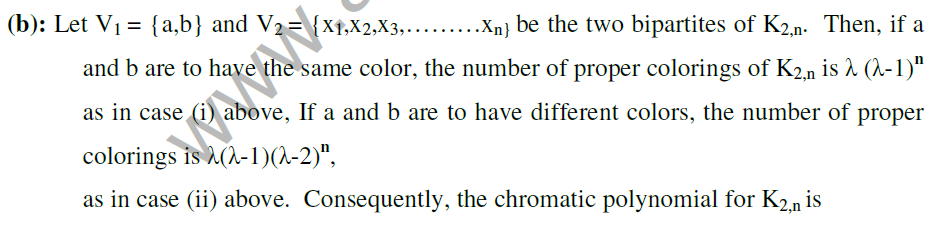 (b): Let V₁ = {a,b} and V₂ = {x₁,x₂,x₃,.........xₙ} be the two bipartites of K₂,ₙ. Then, if a
and b are to have the same color, the number of proper colorings of K₂,ₙ is λ (λ-1)ⁿ
as in case (i) above, If a and b are to have different colors, the number of proper
colorings is λ(λ-1)(λ-2)ⁿ,
as in case (ii) above. Consequently, the chromatic polynomial for K₂,ₙ is
www.